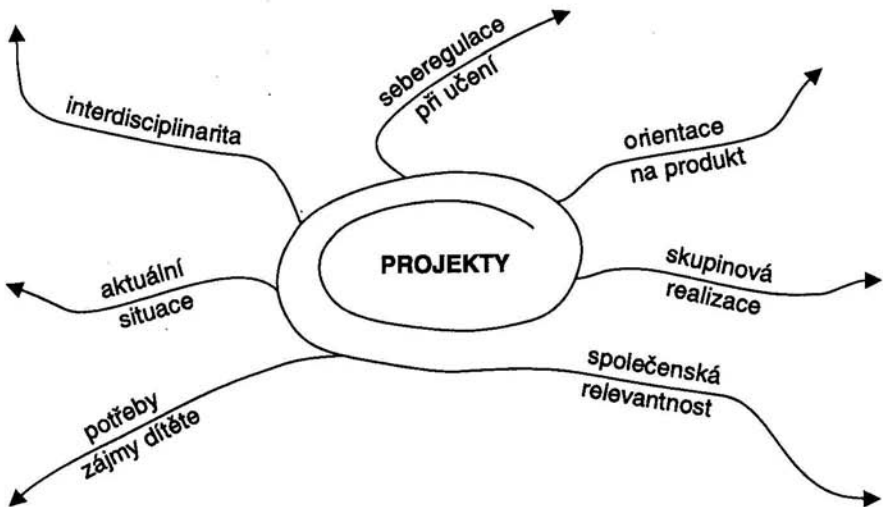 seberegulace
při učení
interdisciplinarita
orientace
na produkt
PROJEKTY
aktuální
situace
skupinová
realizace
společenská
relevantnost
potřeby
zájmy dítěte